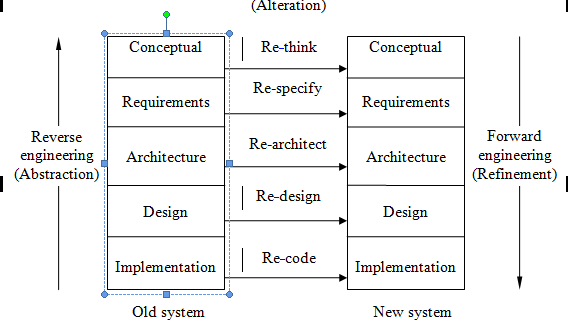 (Alteration)
Conceptual
Re-think
Conceptual
Requirements
Re-specify
Requirements
Reverse
engineering
(Abstraction)
Architecture
Re-architect
Architecture
Forward
engineering
(Refinement)
Design
Re-design
Design
Implementation
Re-code
Implementation
Old system
New system